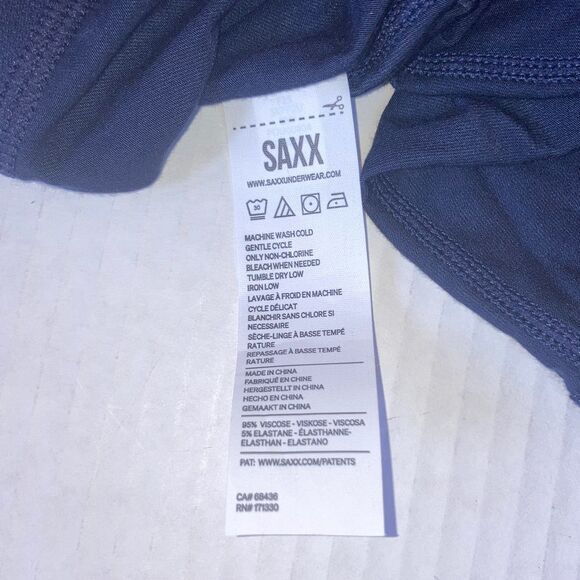 SAXX
WWW.SAXXUNDERWEAR.COM
30
MACHINE WASH COLD
GENTLE CYCLE
ONLY NON-CHLORINE
BLEACH WHEN NEEDED
TUMBLE DRY LOW
IRON LOW
LAVAGE À FROID EN MACHINE
CYCLE DÉLICAT
BLANCHIR SANS CHLORE SI
NECESSAIRE
SÈCHE-LINGE À BASSE TEMPÉ
RATURE
REPASSAGE À BASSE TEMPÉ
RATURE
MADE IN CHINA
FABRIQUÉ EN CHINE
HERGESTELLT IN CHINA
HECHO EN CHINA
GEMAAKT IN CHINA
95% VISCOSE - VISKOSE - VISCOSA
5% ELASTANE - ÉLASTHANNE-
ELASTHAN - ELASTANO
PAT: WWW.SAXX.COM/PATENTS
CA# 68436
RN# 171330